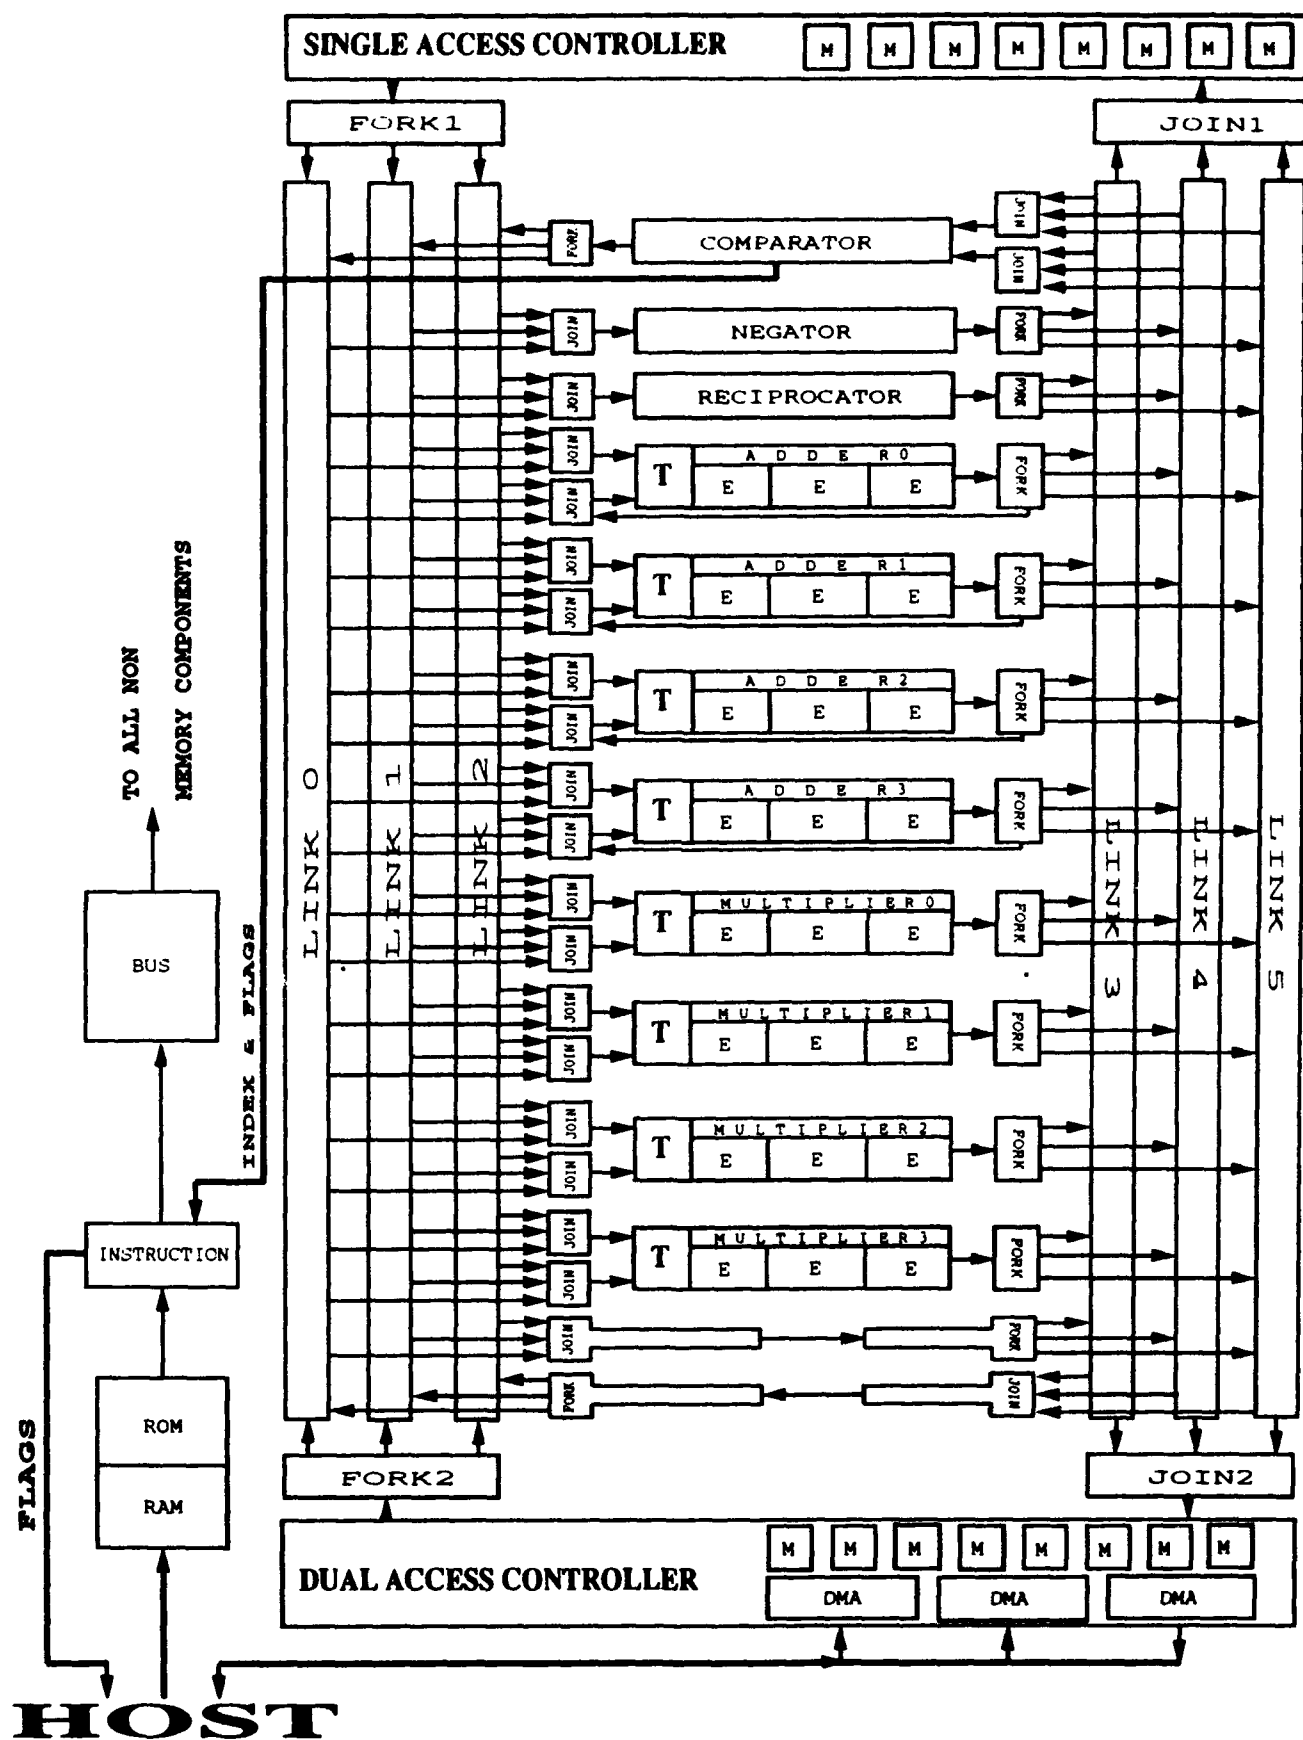 SINGLE ACCESS CONTROLLER M M M M M M M M
FORK1
JOIN1
FORK
COMPARATOR
JOIN
JOIN
JOIN
NEGATOR
FORK
JOIN
RECIPROCATOR
FORK
JOIN
JOIN
T
ADDER0
E E E
FORK
JOIN
JOIN
T
ADDER1
E E E
FORK
JOIN
JOIN
T
ADDER2
E E E
FORK
JOIN
JOIN
T
ADDER3
E E E
FORK
JOIN
JOIN
T
MULTIPLIER0
E E E
FORK
JOIN
JOIN
T
MULTIPLIER1
E E E
FORK
JOIN
JOIN
T
MULTIPLIER2
E E E
FORK
JOIN
JOIN
T
MULTIPLIER3
E E E
FORK
JOIN
FORK
FORK
JOIN
LINK 0
LINK 1
LINK 2
LINK 3
LINK 4
LINK 5
TO ALL NON
MEMORY COMPONENTS
BUS
INDEX & FLAGS
INSTRUCTION
ROM
RAM
FLAGS
FORK2
JOIN2
DUAL ACCESS CONTROLLER
M M M M M M M M
DMA DMA DMA
HOST